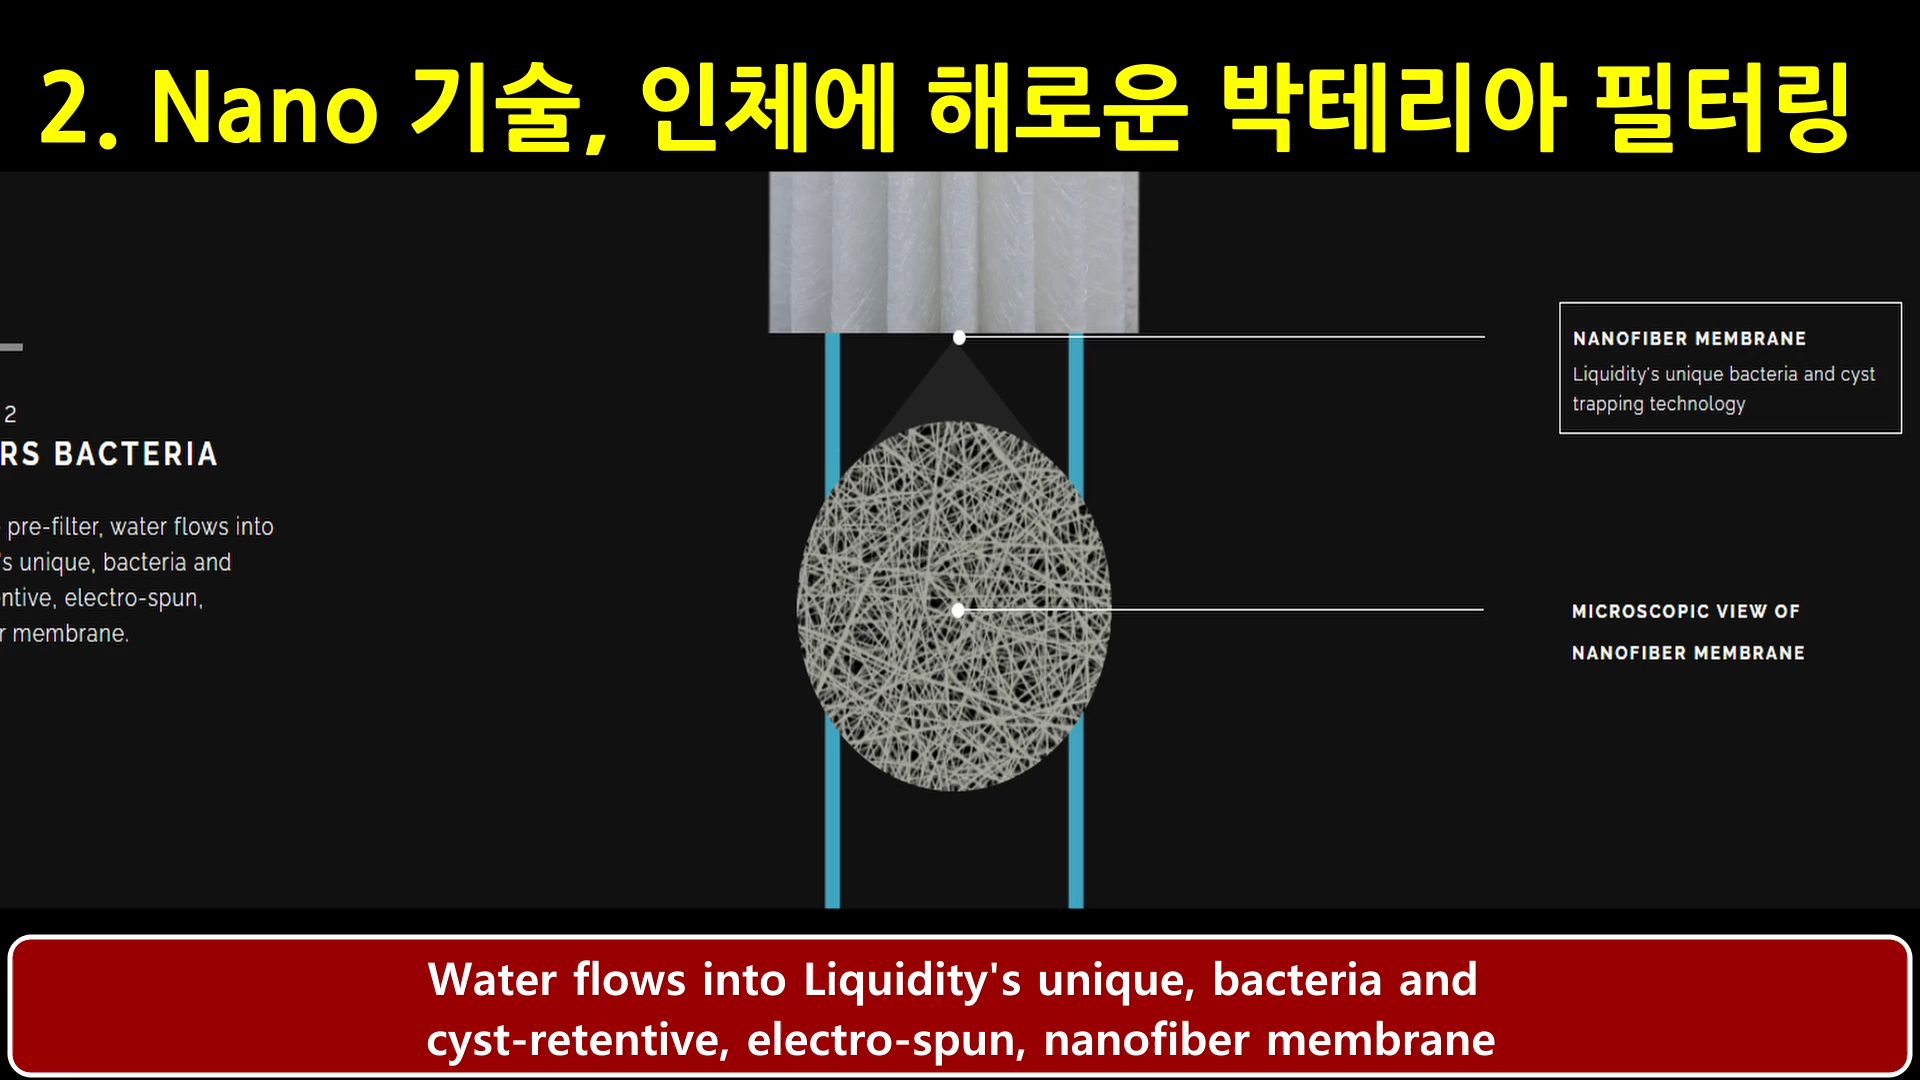 2. Nano 기술, 인체에 해로운 박테리아 필터링
2
RS BACTERIA
pre-filter, water flows into
's unique, bacteria and
ntive, electro-spun,
r membrane.
NANOFIBER MEMBRANE
Liquidity's unique bacteria and cyst
trapping technology
MICROSCOPIC VIEW OF
NANOFIBER MEMBRANE
Water flows into Liquidity's unique, bacteria and
cyst-retentive, electro-spun, nanofiber membrane